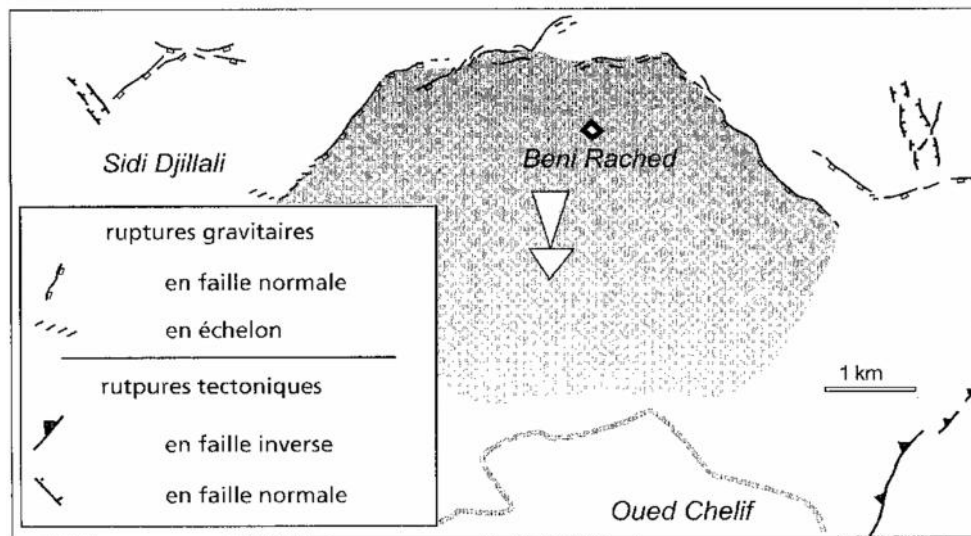 Sidi Djillali
Beni Rached
ruptures gravitaires
en faille normale
en échelon
rutpures tectoniques
en faille inverse
en faille normale
1 km
Oued Chelif